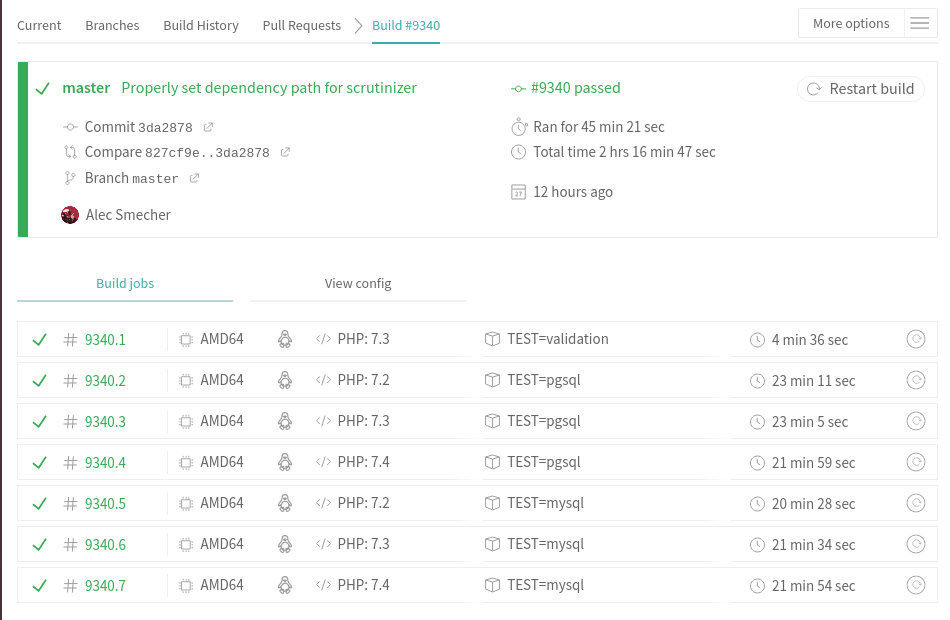 Current Branches Build History Pull Requests Build #9340 More options
master Properly set dependency path for scrutinizer #9340 passed Restart build
Commit 3da2878 Ran for 45 min 21 sec
Compare 827cf9e..3da2878 Total time 2 hrs 16 min 47 sec
Branch master 27 12 hours ago
Alec Smecher
Build jobs View config
# 9340.1 AMD64 </> PHP: 7.3 TEST=validation 4 min 36 sec
# 9340.2 AMD64 </> PHP: 7.2 TEST=pgsql 23 min 11 sec
# 9340.3 AMD64 </> PHP: 7.3 TEST=pgsql 23 min 5 sec
# 9340.4 AMD64 </> PHP: 7.4 TEST=pgsql 21 min 59 sec
# 9340.5 AMD64 </> PHP: 7.2 TEST=mysql 20 min 28 sec
# 9340.6 AMD64 </> PHP: 7.3 TEST=mysql 21 min 34 sec
# 9340.7 AMD64 </> PHP: 7.4 TEST=mysql 21 min 54 sec